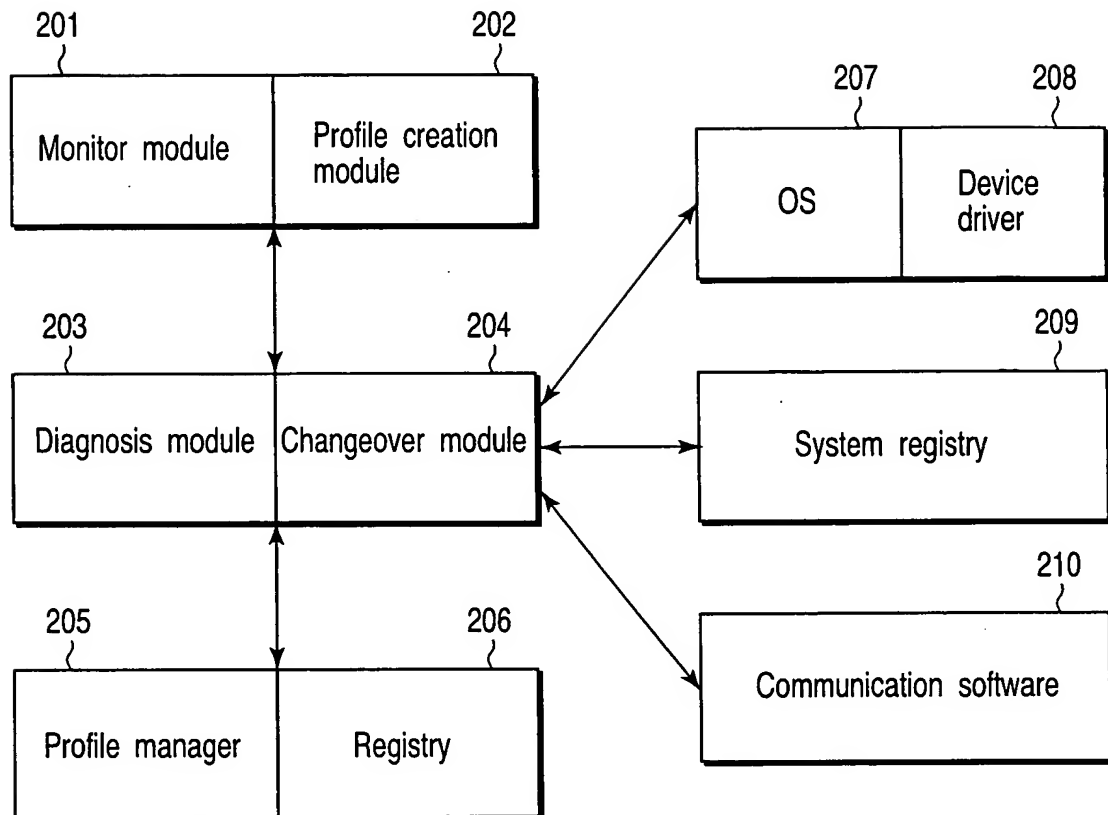 201
202
Monitor module
Profile creation
module
207
208
OS
Device
driver
203
204
Diagnosis module
Changeover module
209
System registry
205
206
Profile manager
Registry
210
Communication software